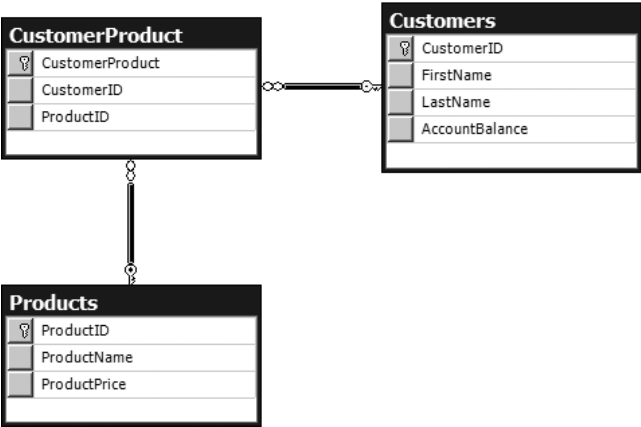 CustomerProduct
CustomerProduct
CustomerID
ProductID
Customers
CustomerID
FirstName
LastName
AccountBalance
Products
ProductID
ProductName
ProductPrice